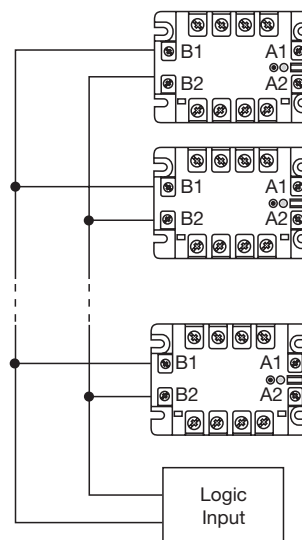 B1 A1
B2 A2
B1 A1
B2 A2
B1 A1
B2 A2
Logic
Input